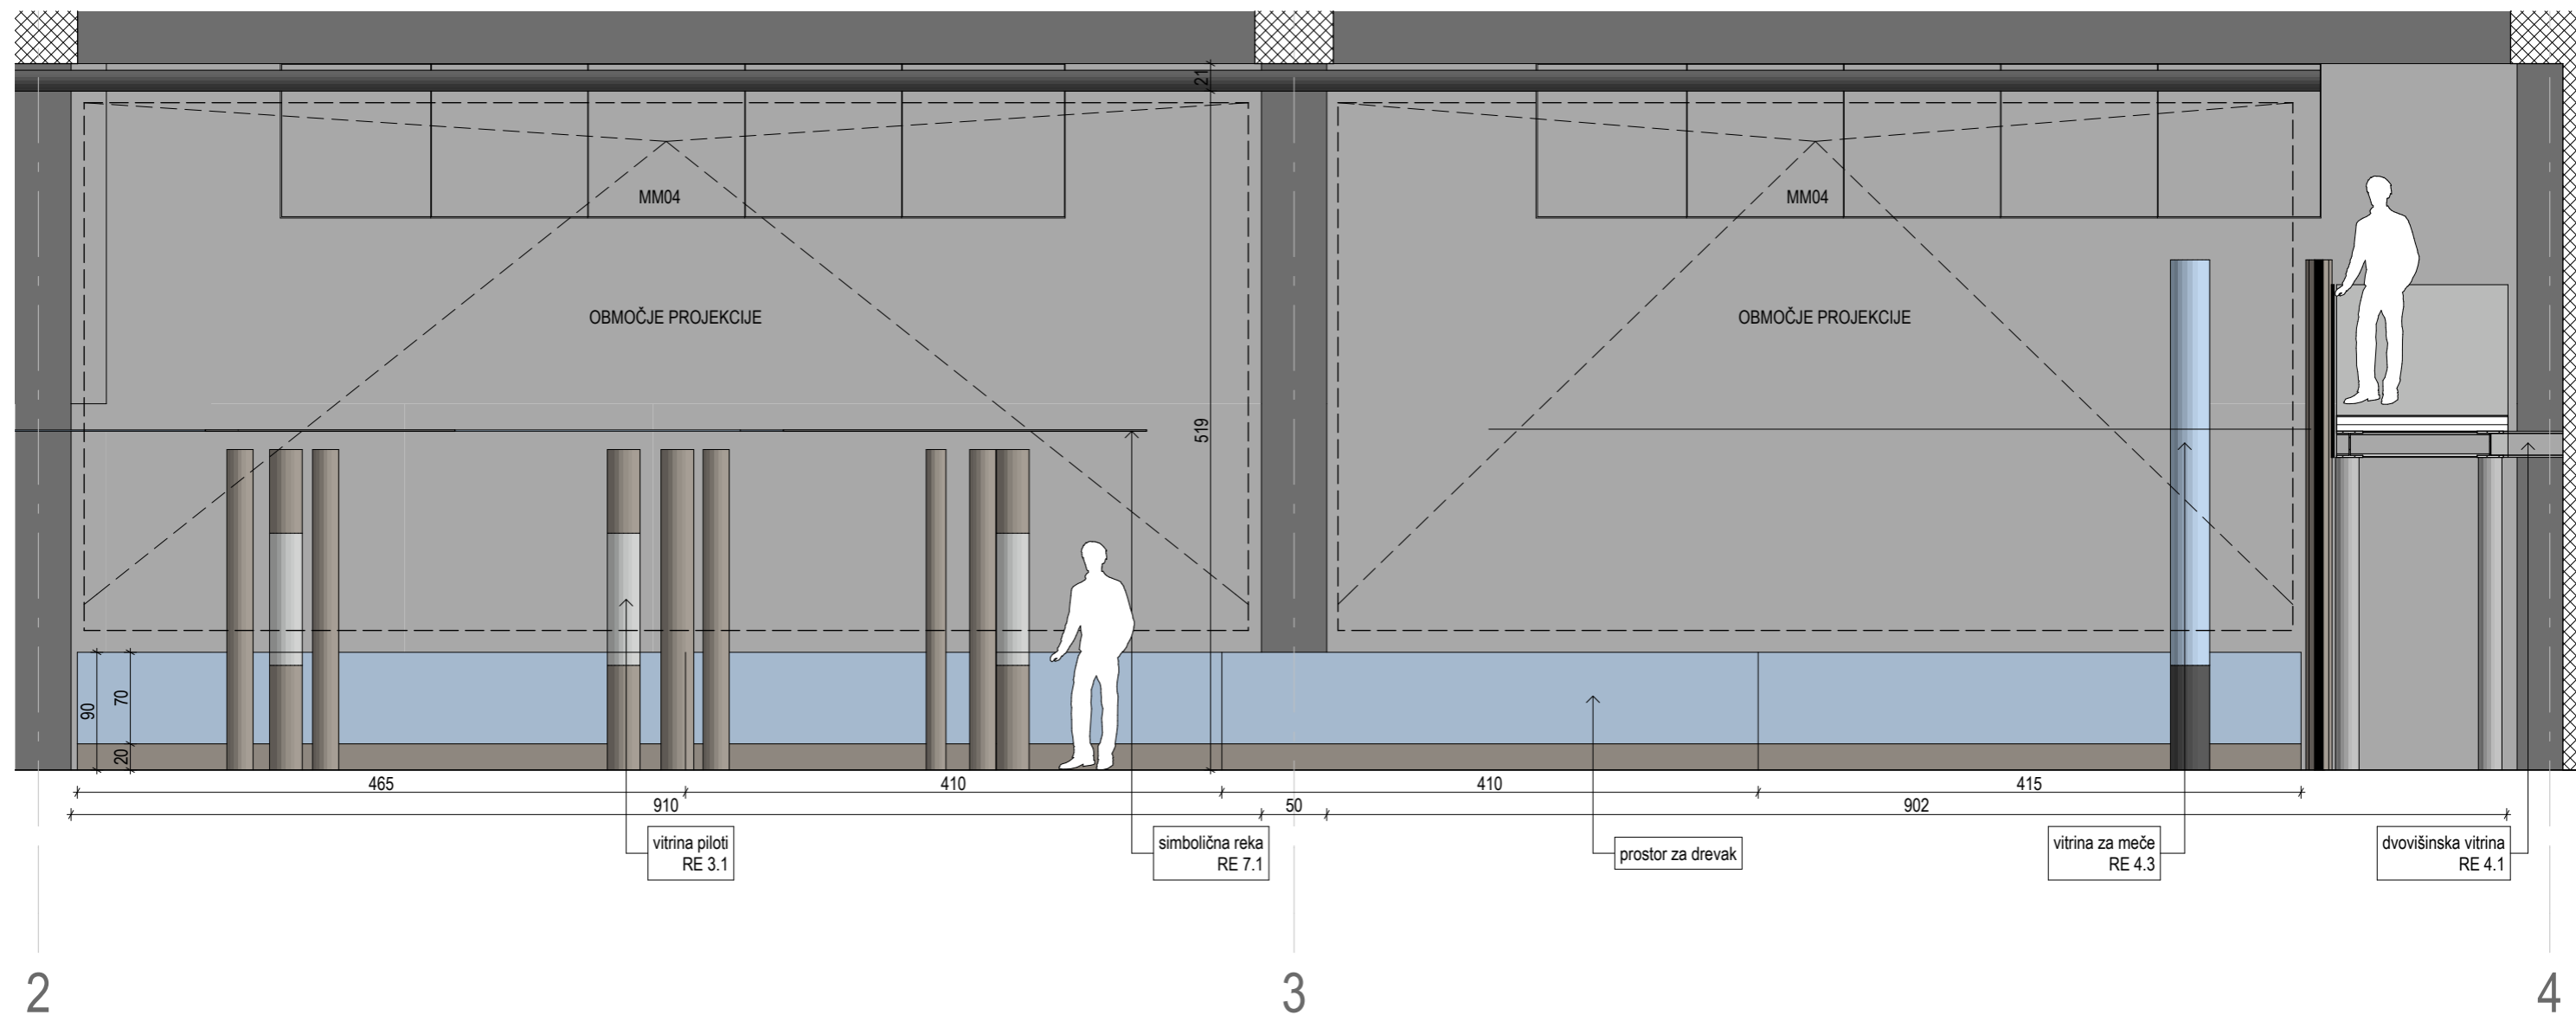 21
MM04
MM04
OBMOČJE PROJEKCIJE
OBMOČJE PROJEKCIJE
519
90
70
20
465
410
410
415
910
50
902
vitrina piloti
RE 3.1
simbolična reka
RE 7.1
prostor za drevak
vitrina za meče
RE 4.3
dvovišinska vitrina
RE 4.1
2
3
4